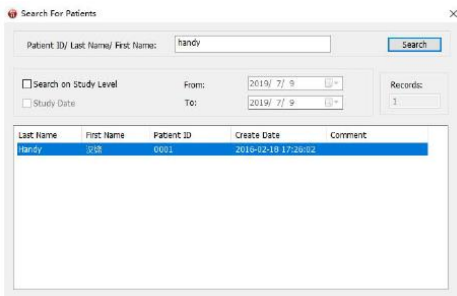 Search For Patients
Patient ID/ Last Name/ First Name: handy Search
Search on Study Level From: 2019/ 7/ 9 Records:
Study Date To: 2019/ 7/ 9 1
Last Name First Name Patient ID Create Date Comment
Handy 汉德 0001 2016-02-18 17:26:02